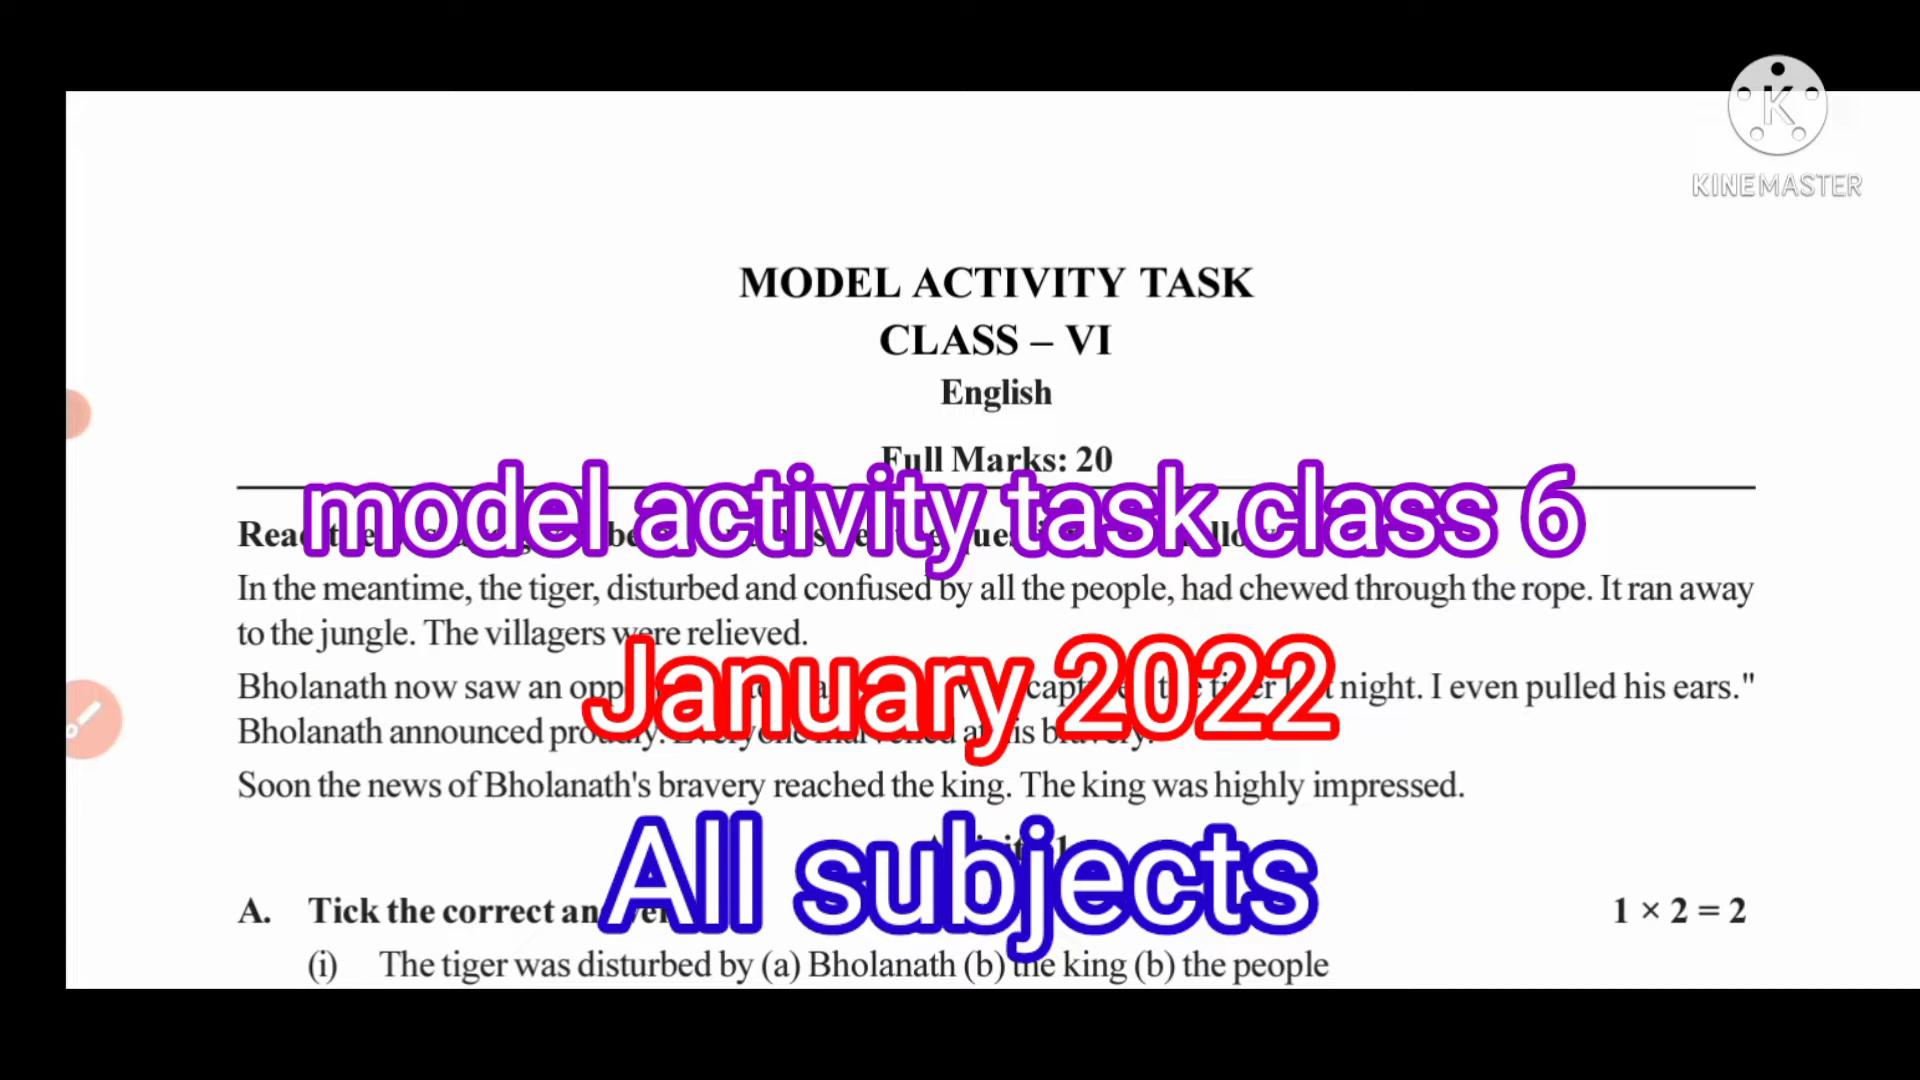 KINEMASTER
MODEL ACTIVITY TASK
CLASS – VI
English
Full Marks: 20
model activity task class 6
In the meantime, the tiger, disturbed and confused by all the people, had chewed through the rope. It ran away
to the jungle. The villagers were relieved.
January 2022
Bholanath now saw an night. I even pulled his ears."
Bholanath announced proudly.
Soon the news of Bholanath's bravery reached the king. The king was highly impressed.
All subjects
A. Tick the correct 1 × 2 = 2
(i) The tiger was disturbed by (a) Bholanath (b) the king (b) the people